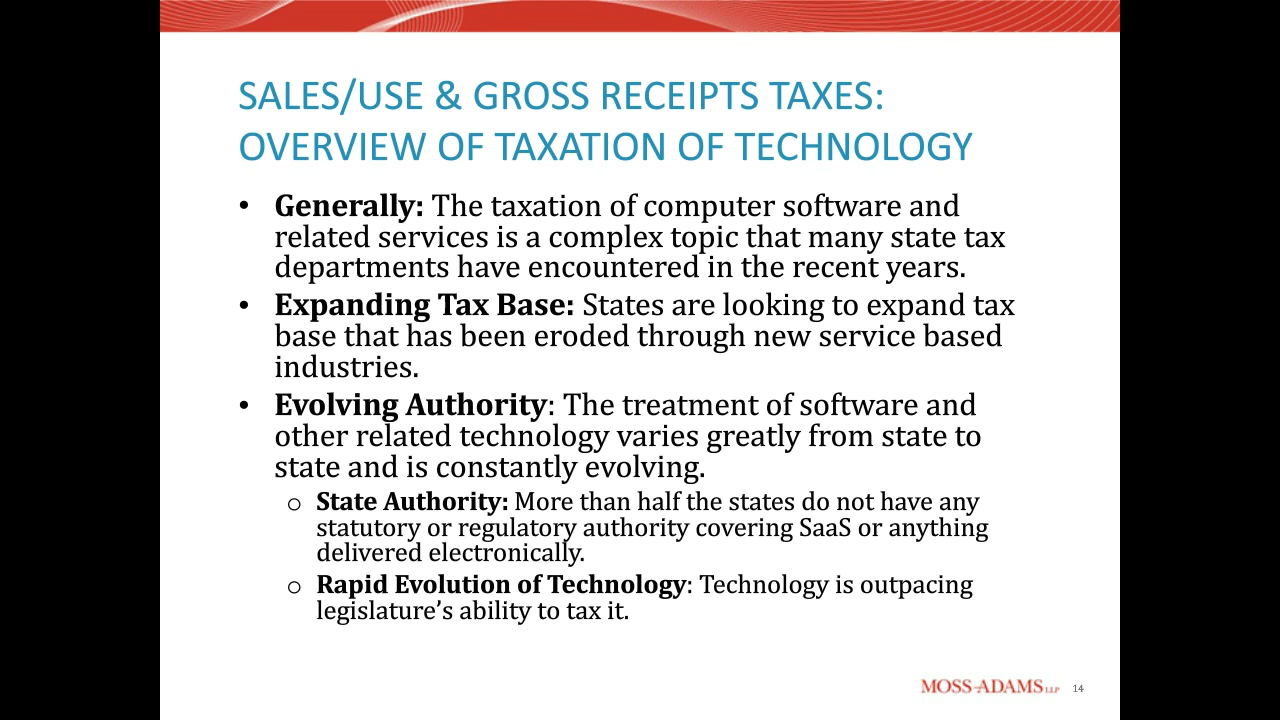 SALES/USE & GROSS RECEIPTS TAXES:
OVERVIEW OF TAXATION OF TECHNOLOGY
• Generally: The taxation of computer software and
related services is a complex topic that many state tax
departments have encountered in the recent years.
• Expanding Tax Base: States are looking to expand tax
base that has been eroded through new service based
industries.
• Evolving Authority: The treatment of software and
other related technology varies greatly from state to
state and is constantly evolving.
o State Authority: More than half the states do not have any
statutory or regulatory authority covering SaaS or anything
delivered electronically.
o Rapid Evolution of Technology: Technology is outpacing
legislature’s ability to tax it.
MOSS-ADAMS LLP 14